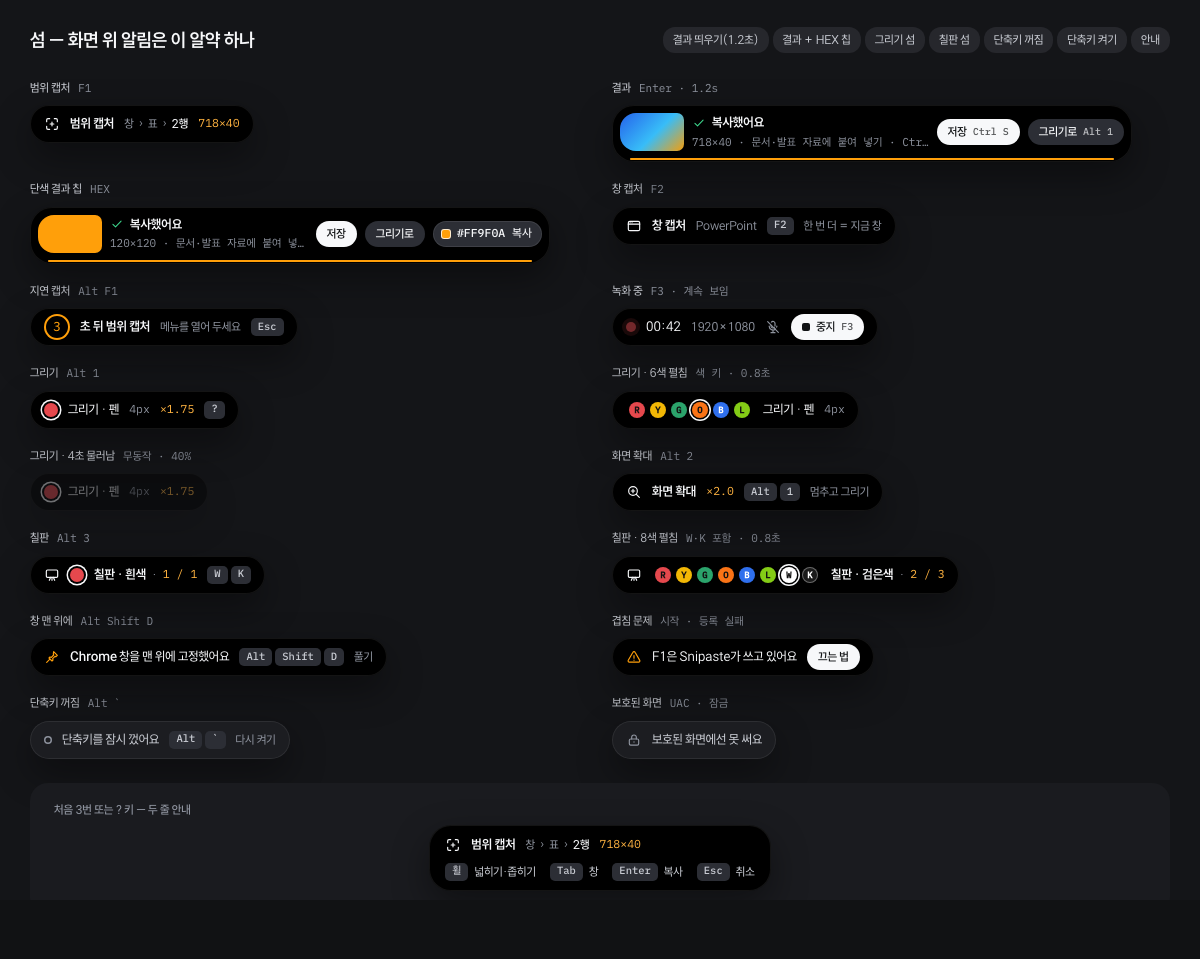 섬 — 화면 위 알림은 이 알약 하나
결과 띄우기(1.2초) 결과 + HEX 칩 그리기 섬 칠판 섬 단축키 꺼짐 단축키 켜기 안내
범위 캡처 F1
범위 캡처 창 › 표 › 2행 718×40
결과 Enter · 1.2s
복사했어요
718×40 · 문서·발표 자료에 붙여 넣기 · Ctr…
저장 Ctrl S 그리기로 Alt 1
단색 결과 칩 HEX
복사했어요
120×120 · 문서·발표 자료에 붙여 넣…
저장 그리기로 #FF9F0A 복사
창 캡처 F2
창 캡처 PowerPoint F2 한 번 더 = 지금 창
지연 캡처 Alt F1
3 초 뒤 범위 캡처 메뉴를 열어 두세요 Esc
녹화 중 F3 · 계속 보임
00:42 1920×1080 중지 F3
그리기 Alt 1
그리기 · 펜 4px ×1.75 ?
그리기 · 6색 펼침 색 키 · 0.8초
R Y G O B L 그리기 · 펜 4px
그리기 · 4초 물러남 무동작 · 40%
그리기 · 펜 4px ×1.75
화면 확대 Alt 2
화면 확대 ×2.0 Alt 1 멈추고 그리기
칠판 Alt 3
칠판 · 흰색 · 1 / 1 W K
칠판 · 8색 펼침 W·K 포함 · 0.8초
R Y G O B L W K 칠판 · 검은색 · 2 / 3
창 맨 위에 Alt Shift D
Chrome 창을 맨 위에 고정했어요 Alt Shift D 풀기
겹침 문제 시작 · 등록 실패
F1은 Snipaste가 쓰고 있어요 끄는 법
단축키 꺼짐 Alt `
단축키를 잠시 껐어요 Alt ` 다시 켜기
보호된 화면 UAC · 잠금
보호된 화면에선 못 써요
처음 3번 또는 ? 키 — 두 줄 안내
범위 캡처 창 › 표 › 2행 718×40
휠 넓히기·좁히기 Tab 창 Enter 복사 Esc 취소